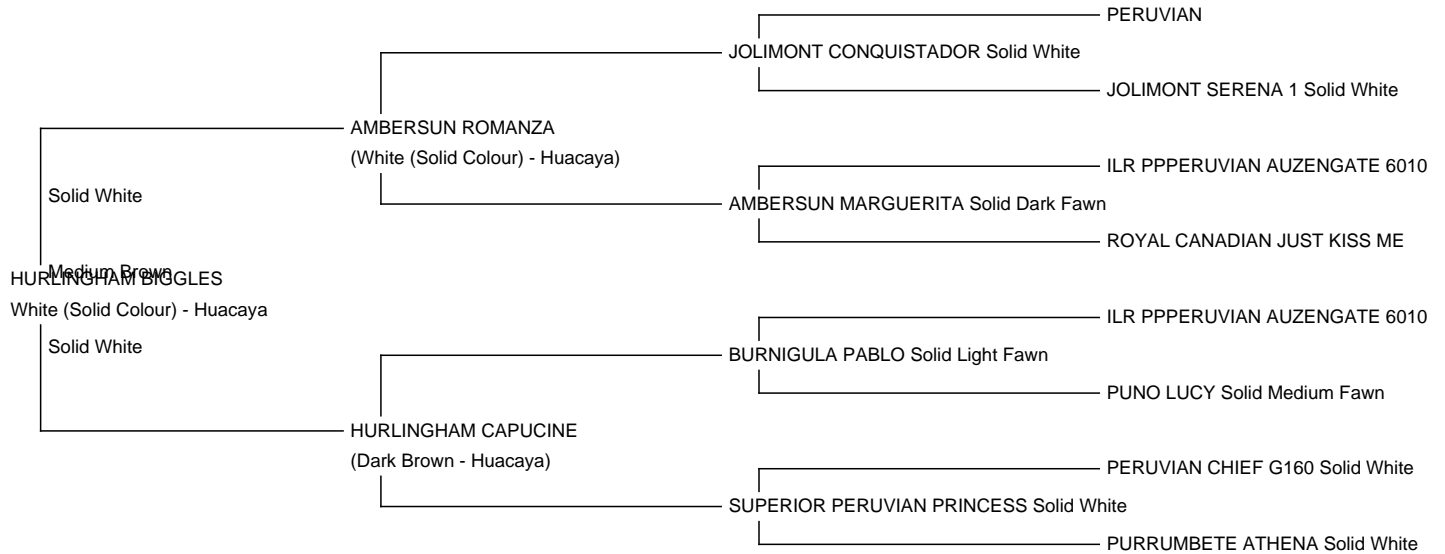 PERUVIAN
JOLIMONT CONQUISTADOR Solid White
JOLIMONT SERENA 1 Solid White
AMBERSUN ROMANZA
(White (Solid Colour) - Huacaya)
ILR PPPERUVIAN AUZENGATE 6010
Solid White
AMBERSUN MARGUERITA Solid Dark Fawn
ROYAL CANADIAN JUST KISS ME
Medium Brown
HURLINGHAM BIGGLES
White (Solid Colour) - Huacaya
ILR PPPERUVIAN AUZENGATE 6010
Solid White
BURNIGULA PABLO Solid Light Fawn
PUNO LUCY Solid Medium Fawn
HURLINGHAM CAPUCINE
(Dark Brown - Huacaya)
PERUVIAN CHIEF G160 Solid White
SUPERIOR PERUVIAN PRINCESS Solid White
PURRUMBETE ATHENA Solid White